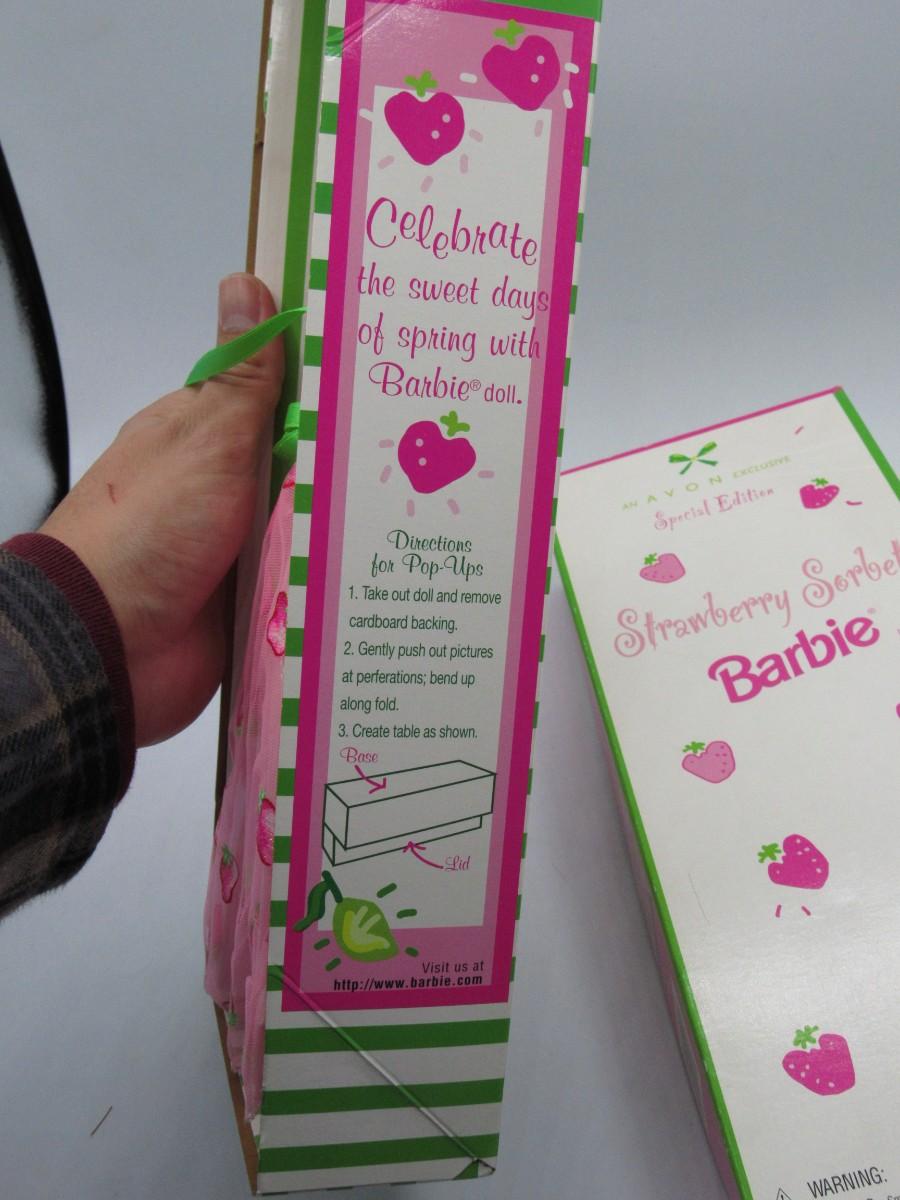 Celebrate
the sweet days
of spring with
Barbie® doll.
Directions
for Pop-Ups
1. Take out doll and remove
cardboard backing.
2. Gently push out pictures
at perforations; bend up
along fold.
3. Create table as shown.
Base
Lid
Visit us at
http://www.barbie.com
AN AVON EXCLUSIVE
Special Edition
Strawberry Sorbet
Barbie®
WARNING: